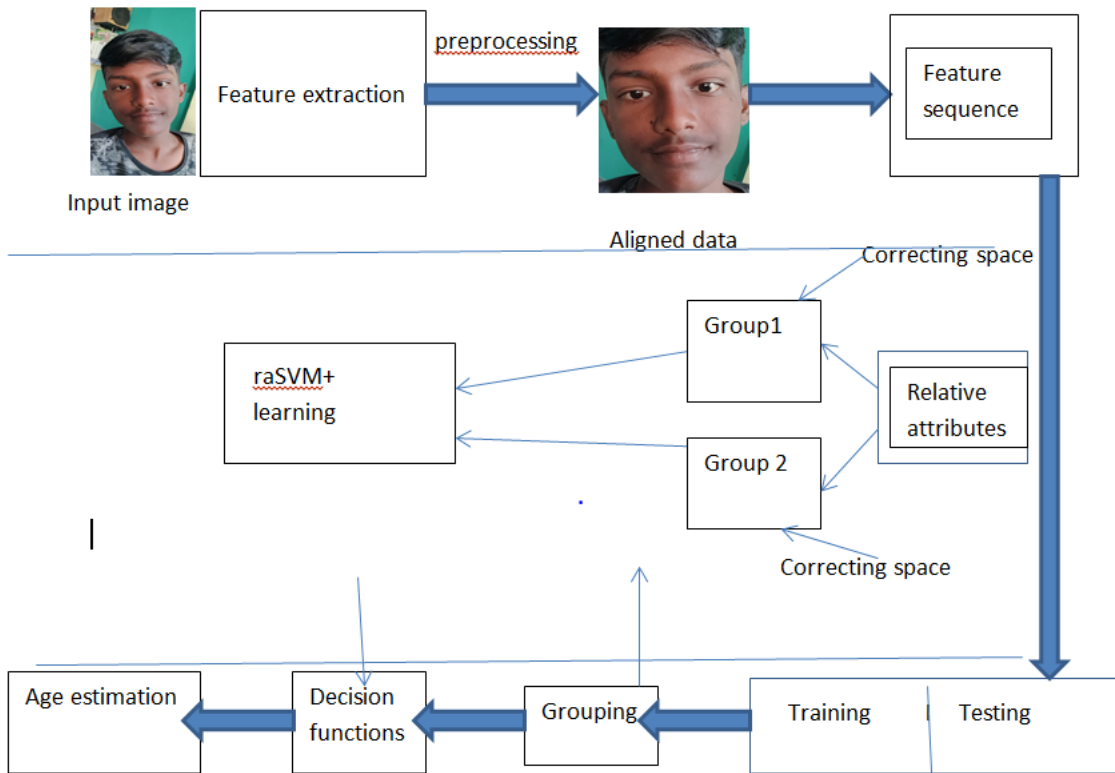 preprocessing
Feature extraction
Feature
sequence
Input image
Aligned data
Correcting space
Group1
raSVM+
learning
Relative
attributes
Group 2
Correcting space
Age estimation
Decision
functions
Grouping
Training
Testing